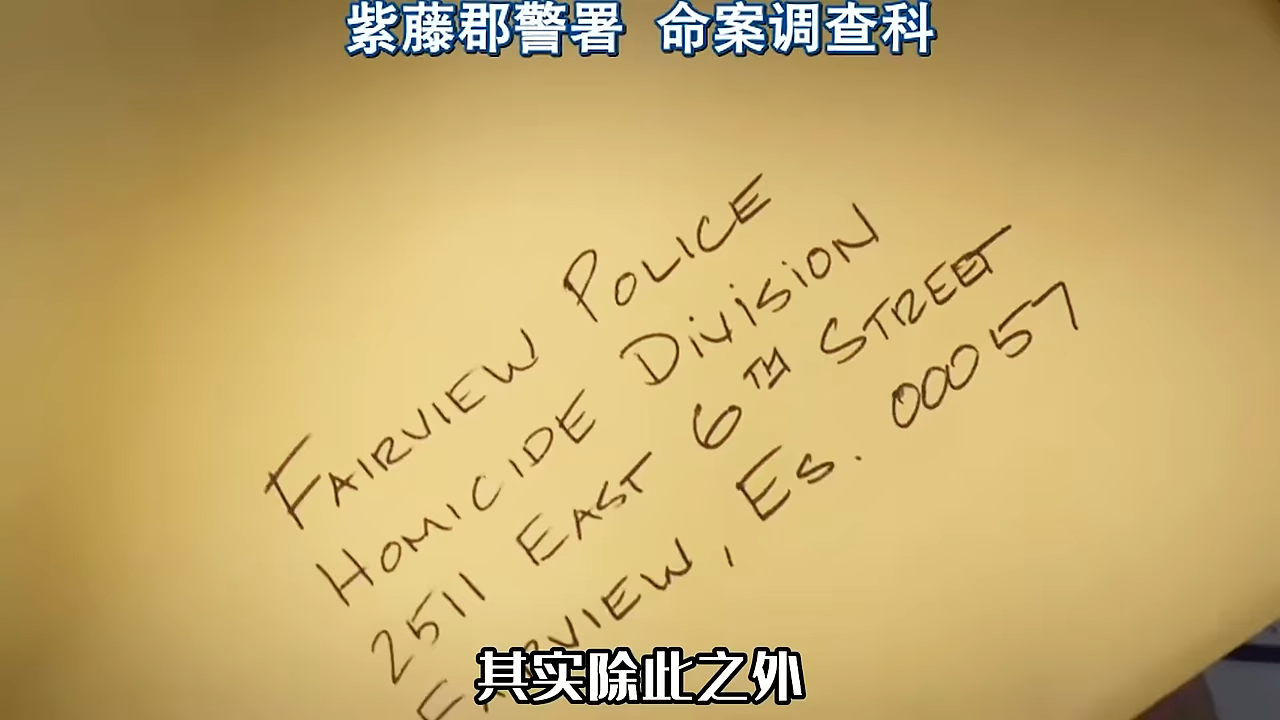 紫藤郡警署 命案调查科
FAIRVIEW POLICE
HOMICIDE DIVISION
2511 EAST 6TH STREET
FAIRVIEW, ES. 00057
其实除此之外